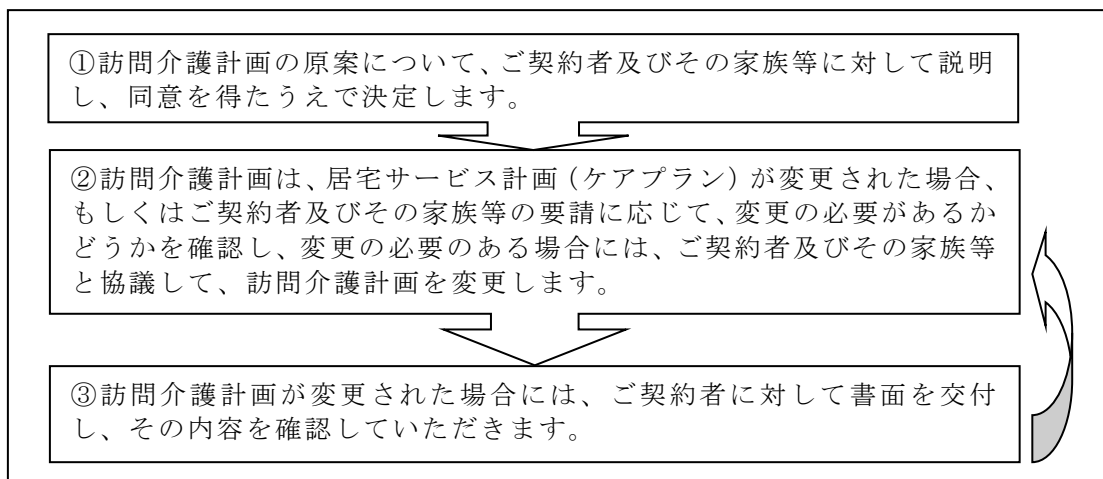 ①訪問介護計画の原案について、ご契約者及びその家族等に対して説明
し、同意を得たうえで決定します。
②訪問介護計画は、居宅サービス計画（ケアプラン）が変更された場合、
もしくはご契約者及びその家族等の要請に応じて、変更の必要があるか
どうかを確認し、変更の必要のある場合には、ご契約者及びその家族等
と協議して、訪問介護計画を変更します。
③訪問介護計画が変更された場合には、ご契約者に対して書面を交付
し、その内容を確認していただきます。